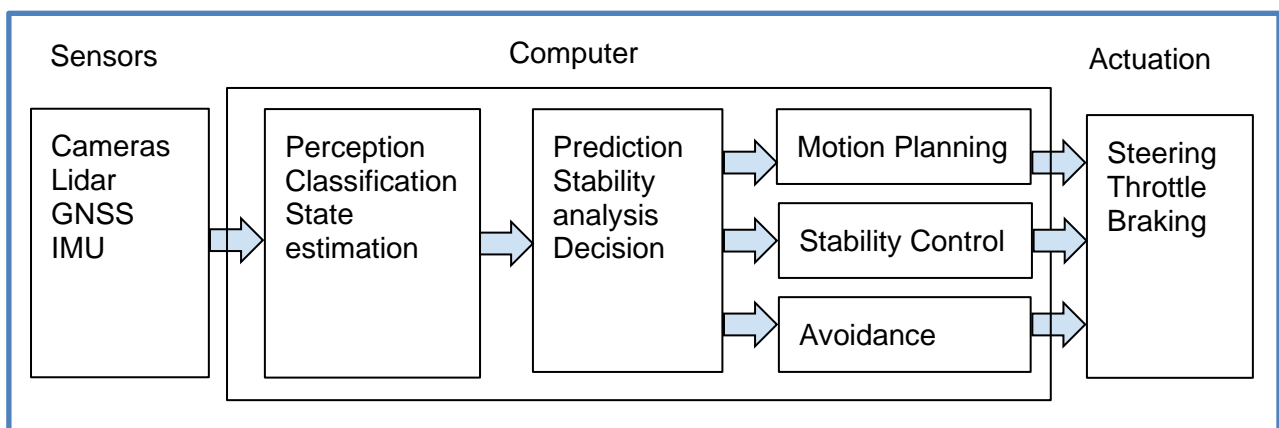 Sensors
Computer
Actuation
Cameras
Lidar
GNSS
IMU
Perception
Classification
State
estimation
Prediction
Stability
analysis
Decision
Motion Planning
Stability Control
Avoidance
Steering
Throttle
Braking